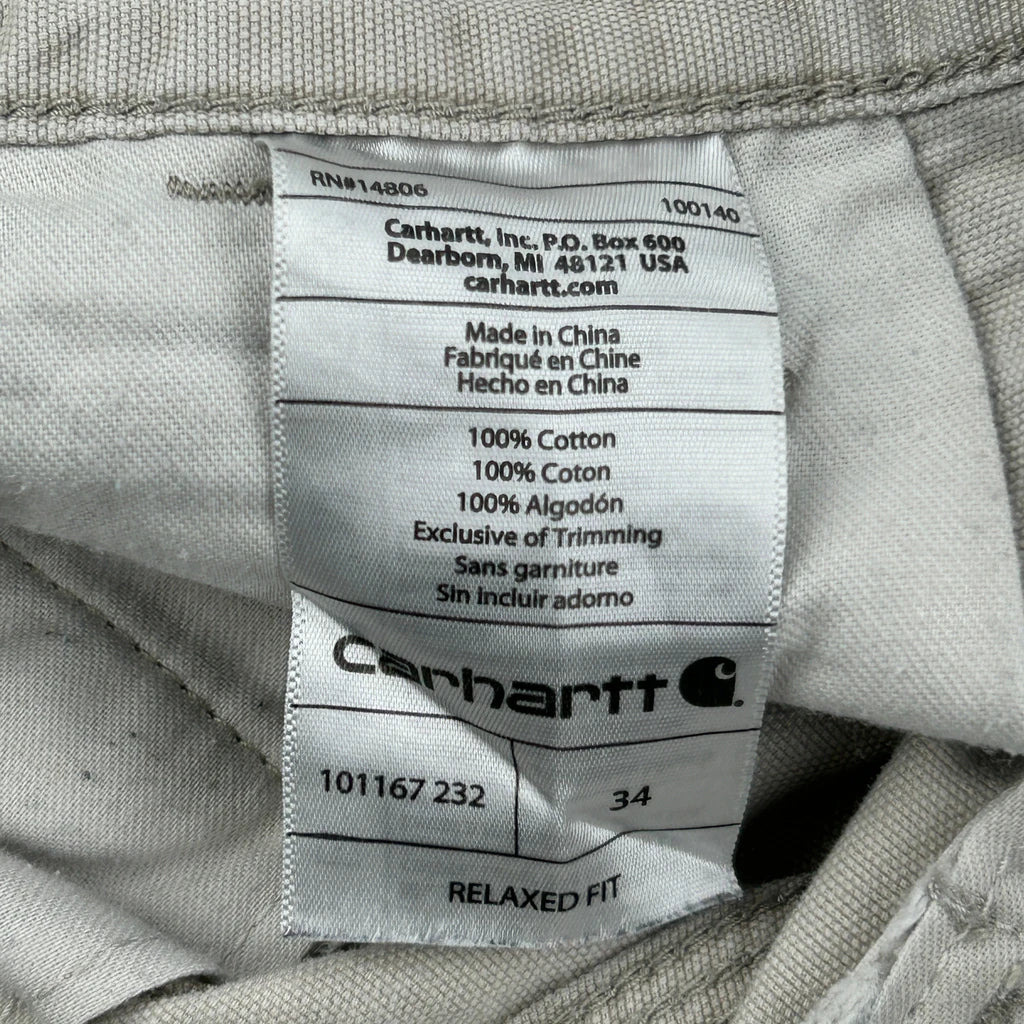 RN#14806
100140
Carhartt, Inc. P.O. Box 600
Dearborn, MI 48121 USA
carhartt.com
Made in China
Fabriqué en Chine
Hecho en China
100% Cotton
100% Coton
100% Algodón
Exclusive of Trimming
Sans garniture
Sin incluir adorno
carhartt
101167 232
34
RELAXED FIT